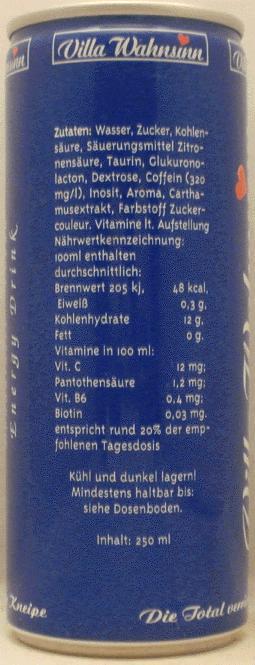 Villa Wahnsinn
Zutaten: Wasser, Zucker, Kohlen-
säure, Säuerungsmittel Zitro-
nensäure, Taurin, Glukurono-
lacton, Dextrose, Coffein (320
mg/l), Inosit, Aroma, Cartha-
musextrakt, Farbstoff Zucker-
couleur. Vitamine lt. Aufstellung
Nährwertkennzeichnung:
100ml enthalten
durchschnittlich:
Brennwert 205 kj, 48 kcal,
Eiweiß 0,3 g,
Kohlenhydrate 12 g,
Fett 0 g.
Vitamine in 100 ml:
Vit. C 12 mg;
Pantothensäure 1,2 mg;
Vit. B6 0,4 mg;
Biotin 0,03 mg.
entspricht rund 20% der emp-
fohlenen Tagesdosis
Kühl und dunkel lagern!
Mindestens haltbar bis:
siehe Dosenboden.
Inhalt: 250 ml
Energy Drink
Kneipe
Die Total